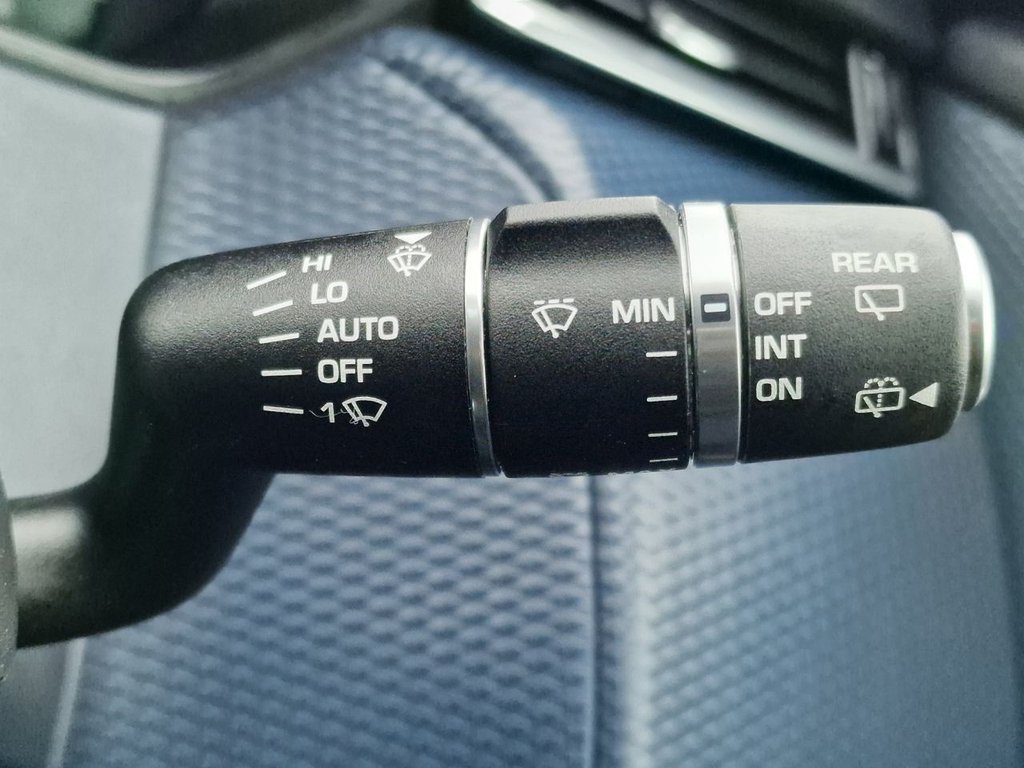 HI
LO
AUTO
OFF
1
MIN
REAR
OFF
INT
ON